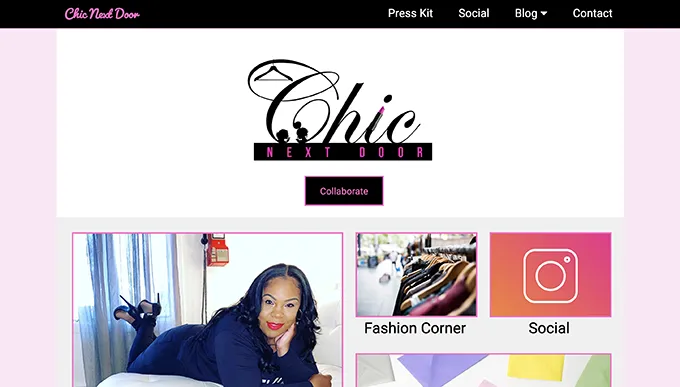 Chic Next Door
Press Kit
Social
Blog
Contact
Chic
NEXT DOOR
Collaborate
Fashion Corner
Social